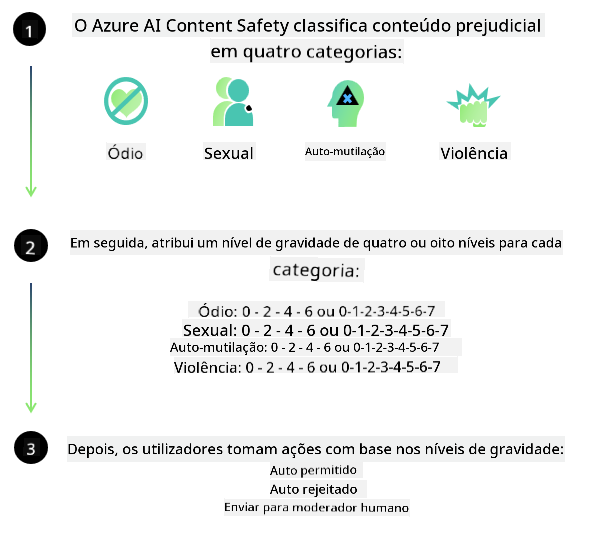 1
O Azure AI Content Safety classifica conteúdo prejudicial
em quatro categorias:
Ódio
Sexual
Auto-mutilação
Violência
2
Em seguida, atribui um nível de gravidade de quatro ou oito níveis para cada
categoria:
Ódio: 0 - 2 - 4 - 6 ou 0-1-2-3-4-5-6-7
Sexual: 0 - 2 - 4 - 6 ou 0-1-2-3-4-5-6-7
Auto-mutilação: 0 - 2 - 4 - 6 ou 0-1-2-3-4-5-6-7
Violência: 0 - 2 - 4 - 6 ou 0-1-2-3-4-5-6-7
3
Depois, os utilizadores tomam ações com base nos níveis de gravidade:
Auto permitido
Auto rejeitado
Enviar para moderador humano